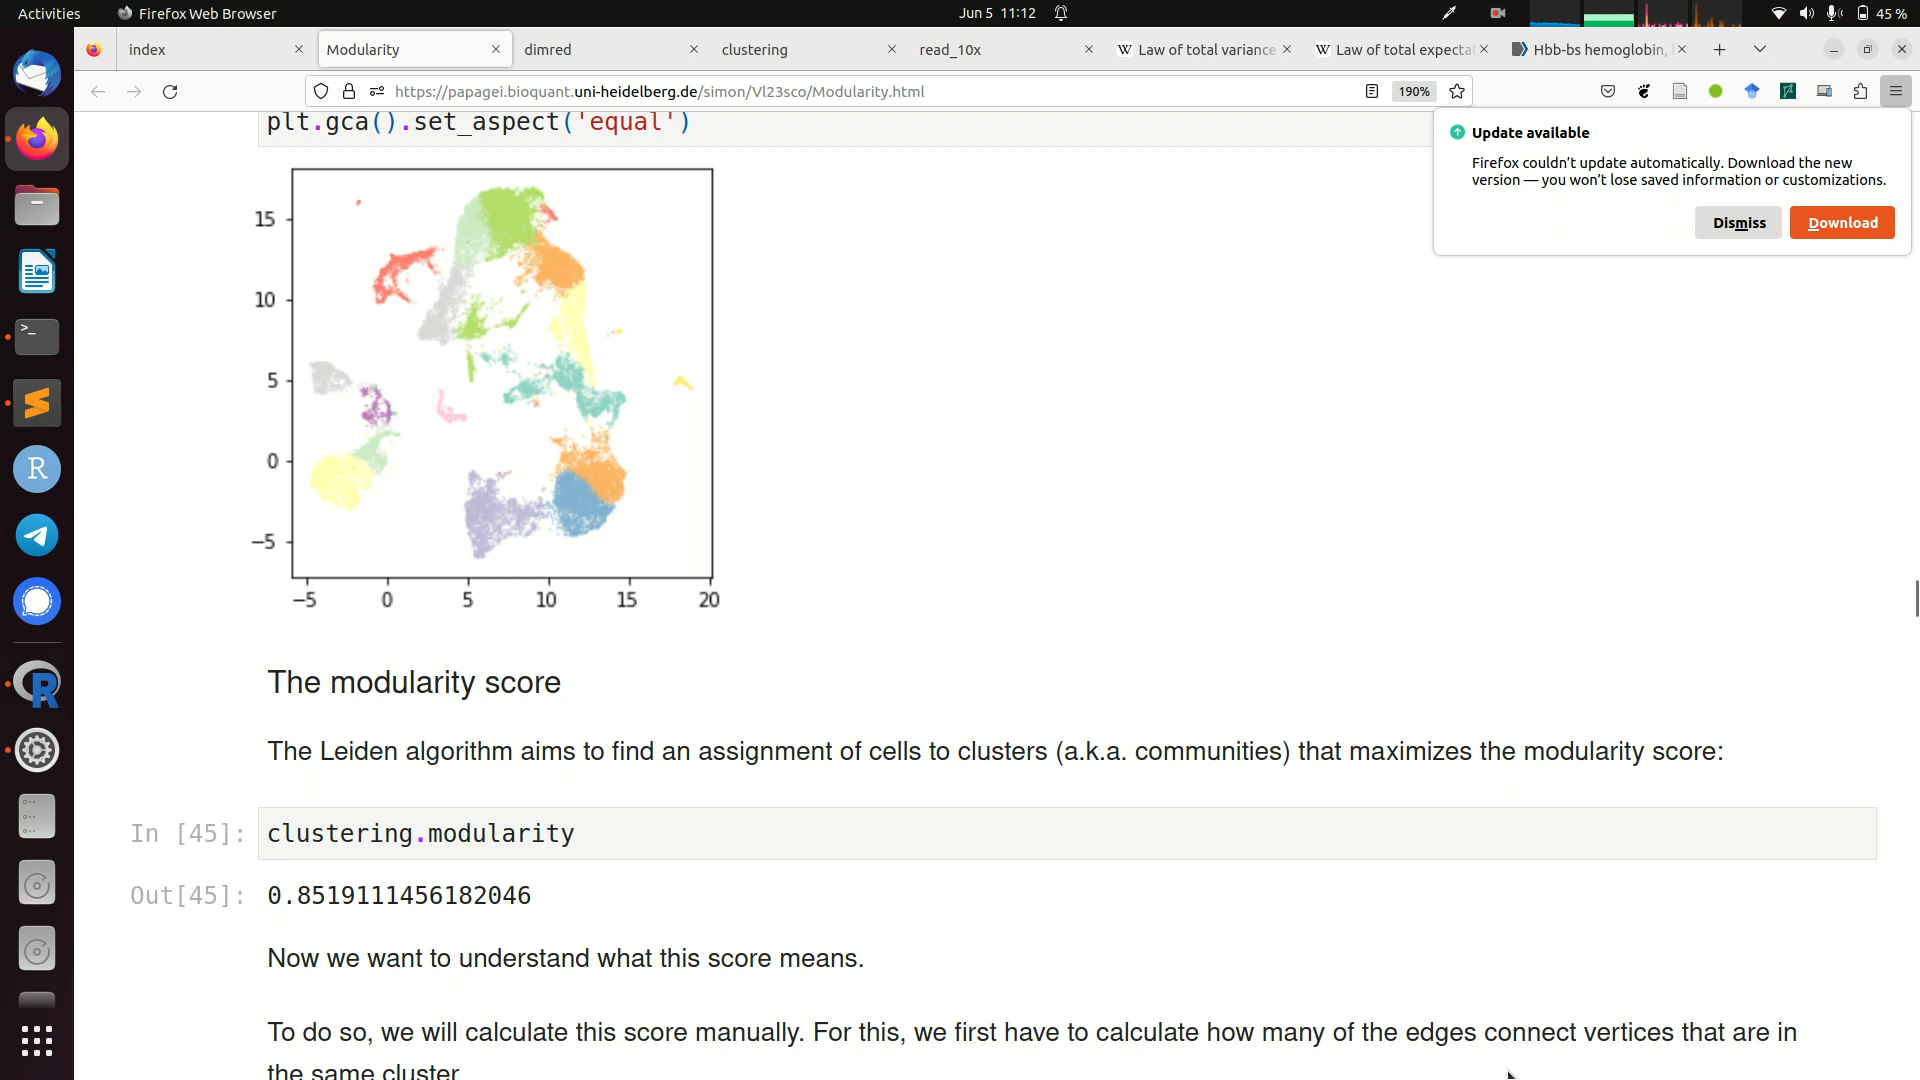 Activities
Firefox Web Browser
Jun 5 11:12
45 %
index
Modularity
dimred
clustering
read_10x
W Law of total variance
W Law of total expecta
Hbb-bs hemoglobin,
https://papagei.bioquant.uni-heidelberg.de/simon/Vl23sco/Modularity.html
190%
plt.gca().set_aspect('equal')
Update available
Firefox couldn't update automatically. Download the new
version — you won't lose saved information or customizations.
Dismiss
Download
15
10
5
0
−5
−5
0
5
10
15
20
The modularity score
The Leiden algorithm aims to find an assignment of cells to clusters (a.k.a. communities) that maximizes the modularity score:
In [45]:
clustering.modularity
Out[45]:
0.8519111456182046
Now we want to understand what this score means.
To do so, we will calculate this score manually. For this, we first have to calculate how many of the edges connect vertices that are in
the same cluster